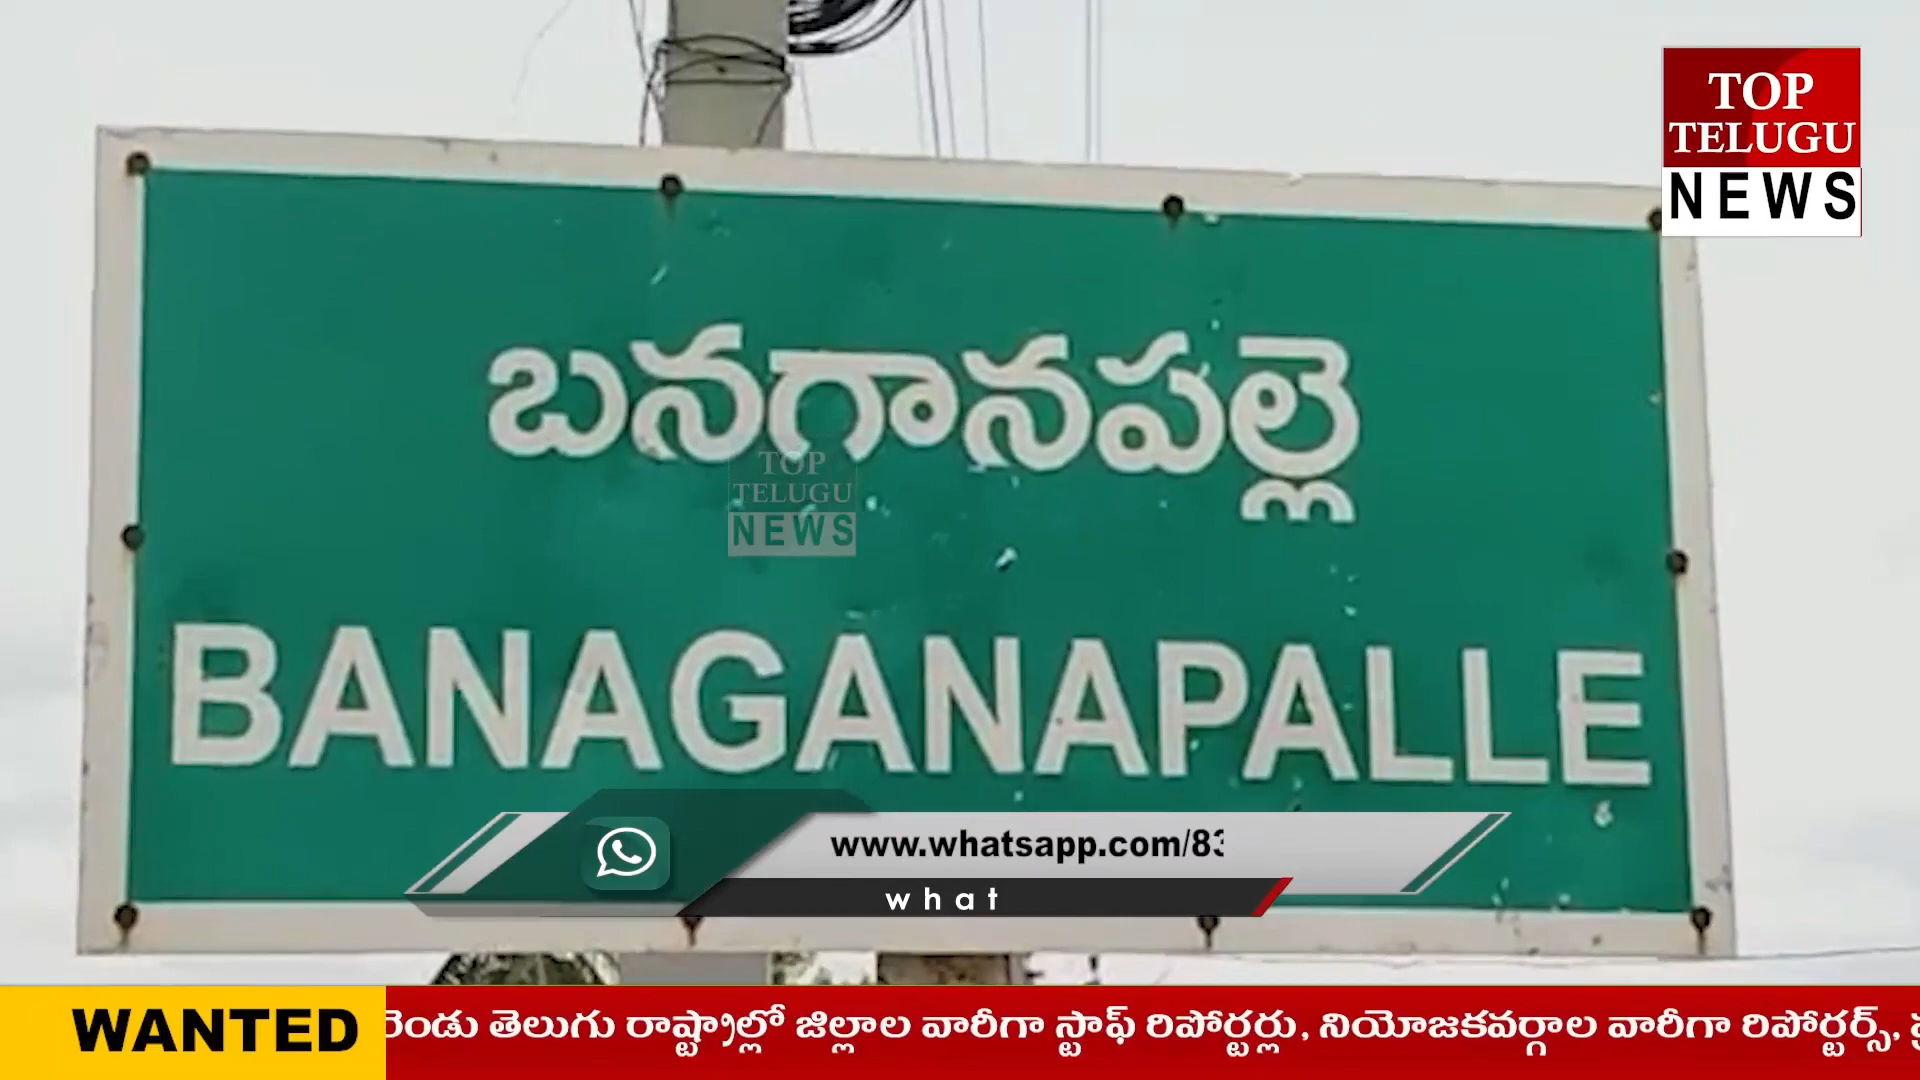 TOP
TELUGU
NEWS
బనగానపల్లె
TOP
TELUGU
NEWS
BANAGANAPALLE
www.whatsapp.com/83
what
WANTED
రెండు తెలుగు రాష్ట్రాల్లో జిల్లాల వారీగా స్టాఫ్ రిపోర్టర్లు, నియోజకవర్గాల వారీగా రిపోర్టర్స్,